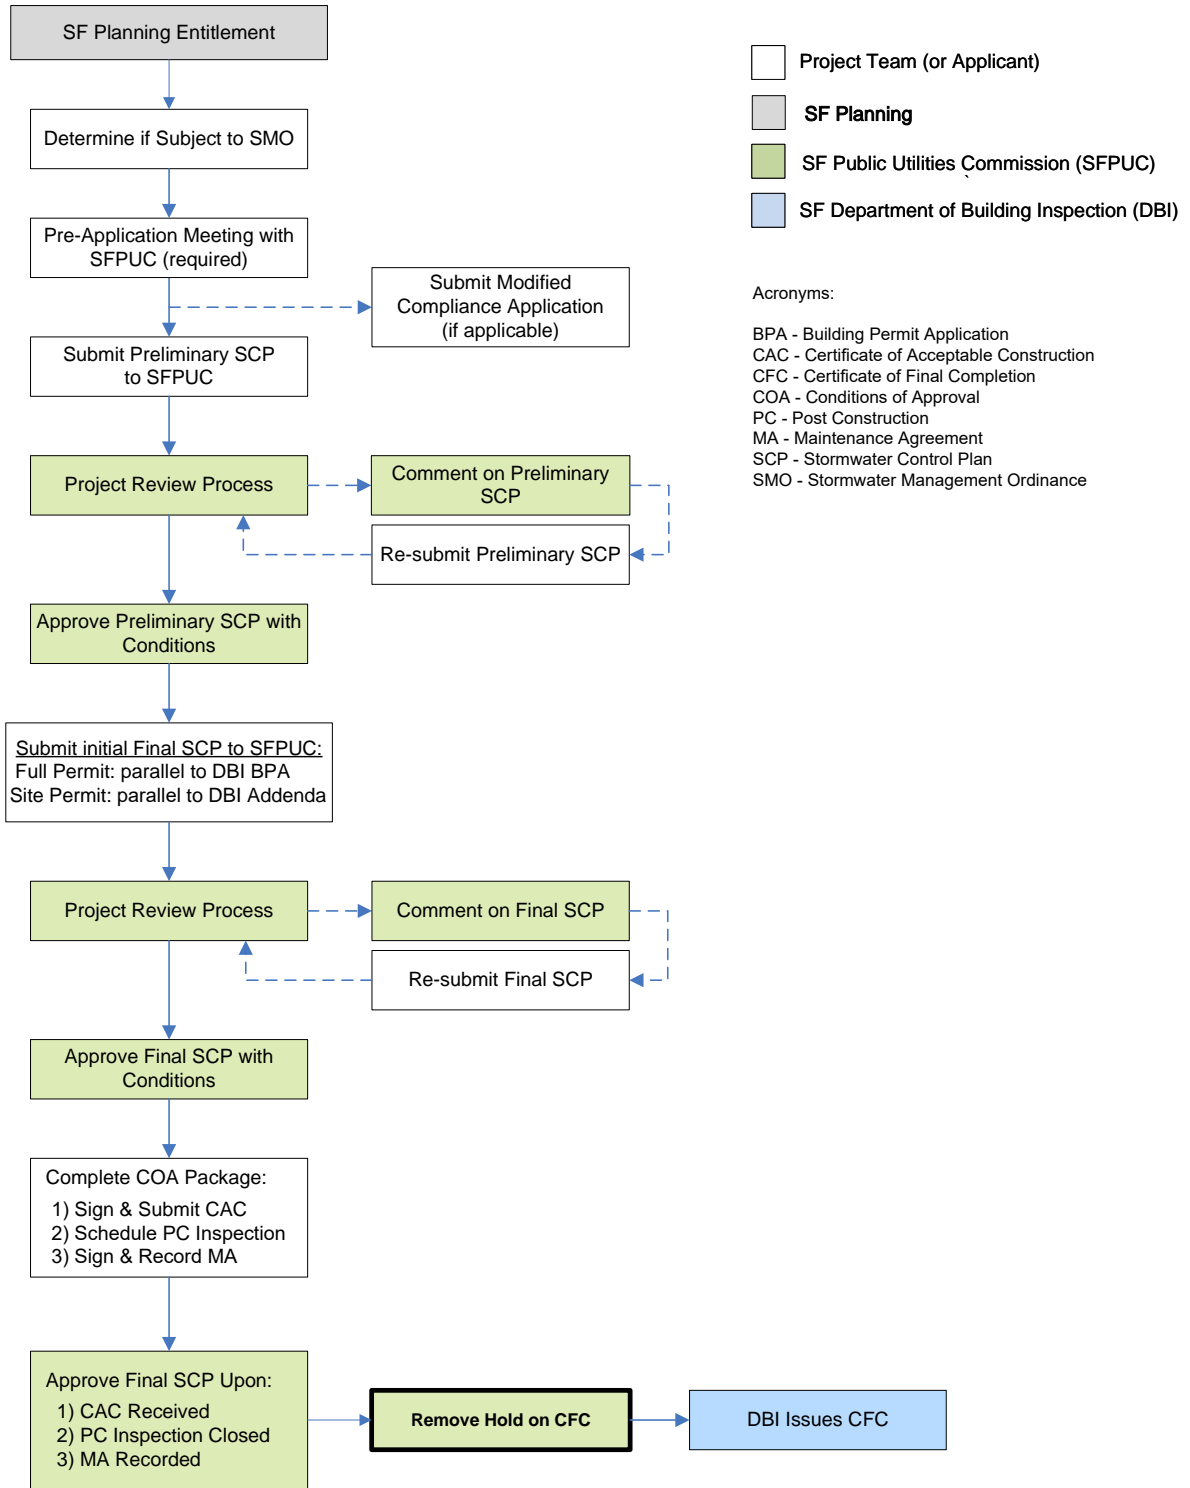 SF Planning Entitlement
Determine if Subject to SMO
Pre-Application Meeting with
SFPUC (required)
Submit Modified
Compliance Application
(if applicable)
Submit Preliminary SCP
to SFPUC
Project Review Process
Comment on Preliminary
SCP
Re-submit Preliminary SCP
Approve Preliminary SCP with
Conditions
Submit initial Final SCP to SFPUC:
Full Permit: parallel to DBI BPA
Site Permit: parallel to DBI Addenda
Project Review Process
Comment on Final SCP
Re-submit Final SCP
Approve Final SCP with
Conditions
Complete COA Package:
1) Sign & Submit CAC
2) Schedule PC Inspection
3) Sign & Record MA
Approve Final SCP Upon:
1) CAC Received
2) PC Inspection Closed
3) MA Recorded
Remove Hold on CFC
DBI Issues CFC
Project Team (or Applicant)
SF Planning
SF Public Utilities Commission (SFPUC)
SF Department of Building Inspection (DBI)
Acronyms:
BPA - Building Permit Application
CAC - Certificate of Acceptable Construction
CFC - Certificate of Final Completion
COA - Conditions of Approval
PC - Post Construction
MA - Maintenance Agreement
SCP - Stormwater Control Plan
SMO - Stormwater Management Ordinance